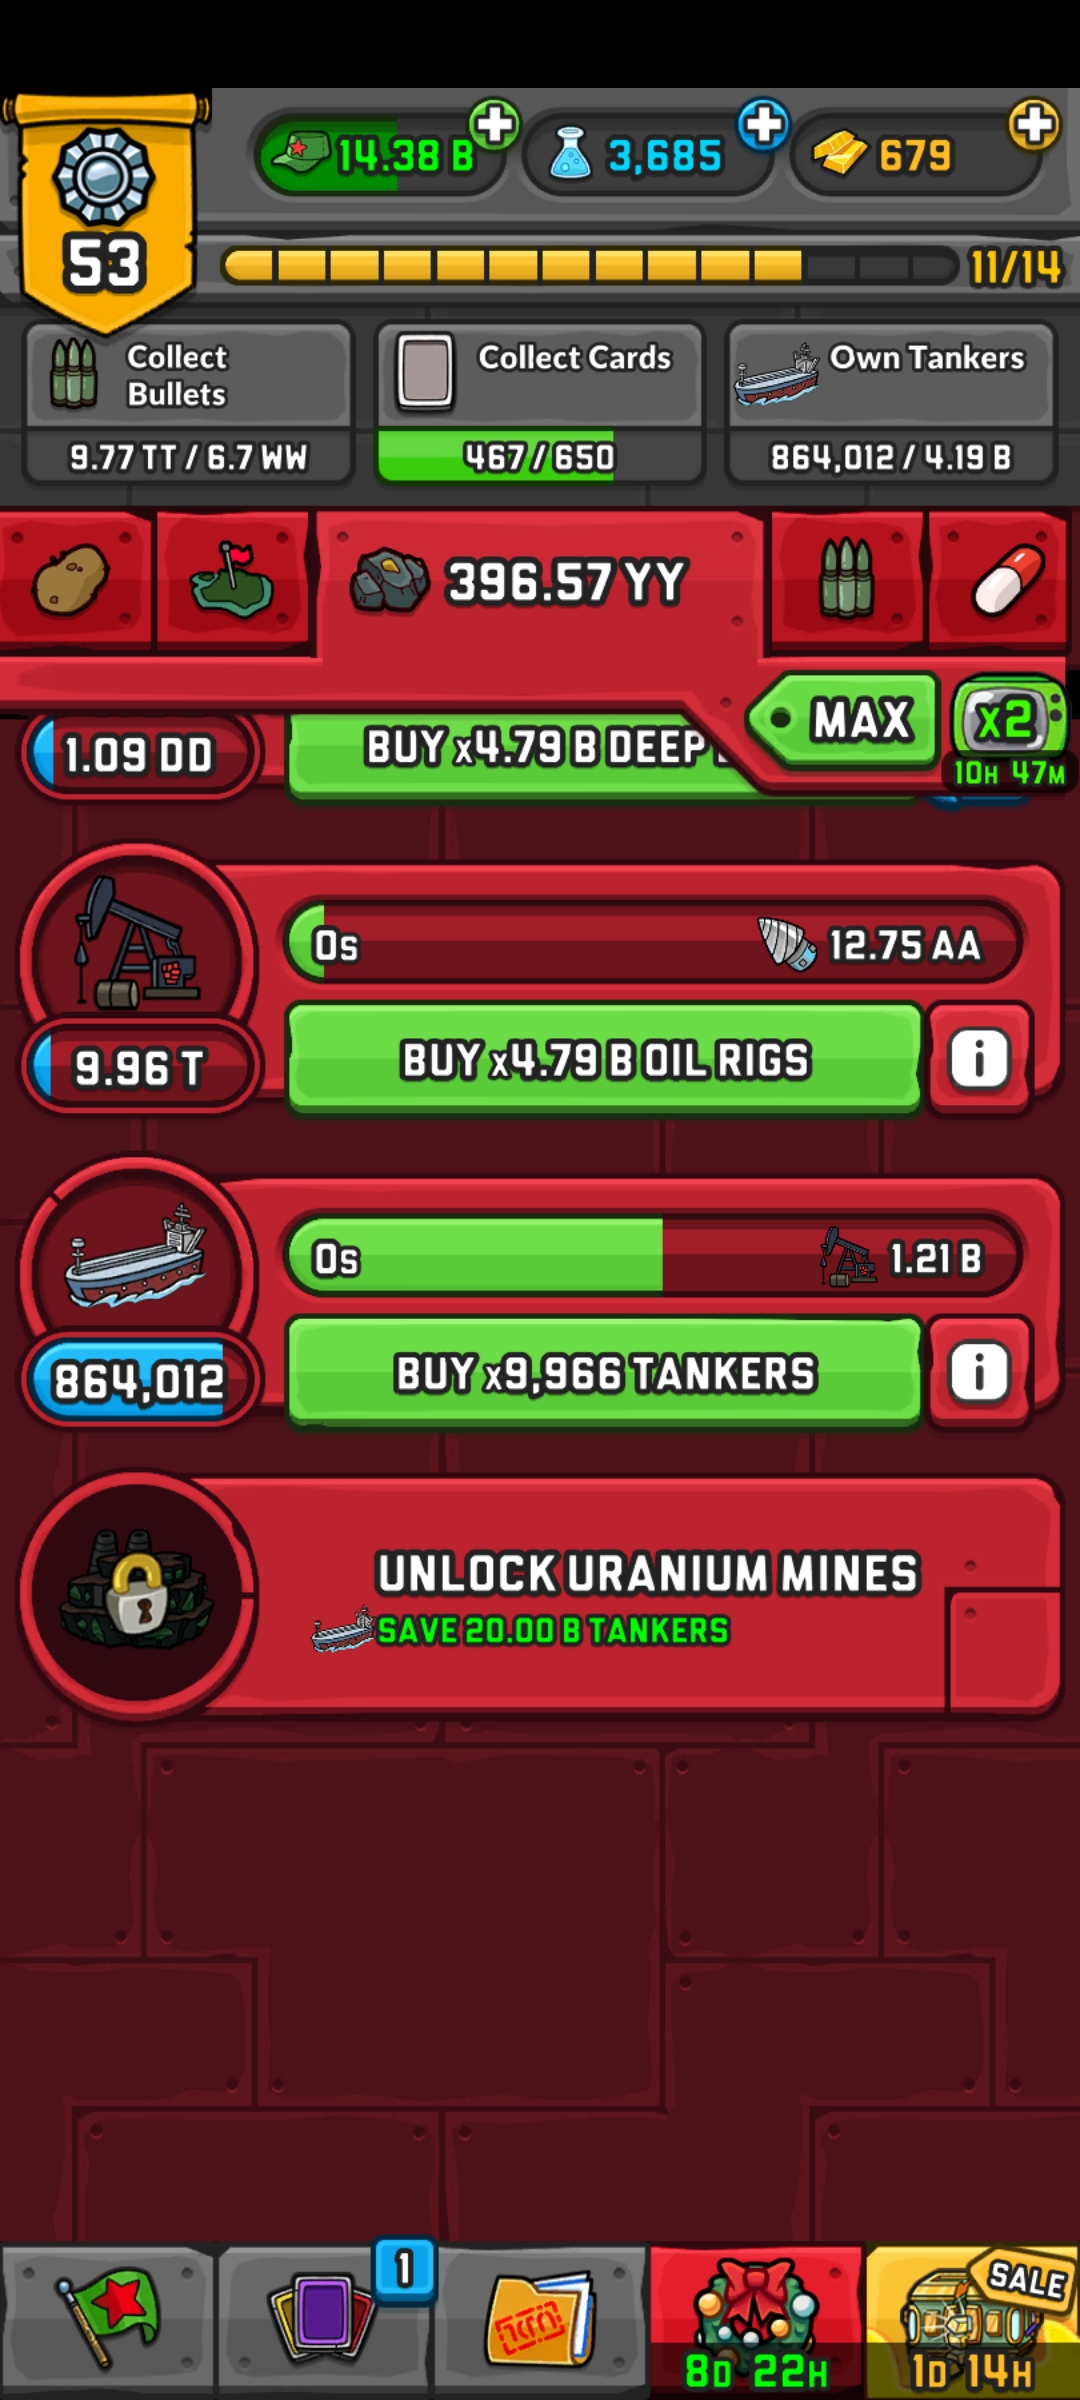 14.38 B
3,685
679
53
11/14
Collect
Bullets
Collect Cards
Own Tankers
9.77 TT / 6.7 WW
467/650
864,012 / 4.19 B
396.57 YY
MAX
x2
10H 47M
1.09 DD
BUY x4.79 B DEEP
0s
12.75 AA
9.96 T
BUY x4.79 B OIL RIGS
i
0s
1.21 B
864,012
BUY x9,966 TANKERS
i
UNLOCK URANIUM MINES
SAVE 20.00 B TANKERS
1
SALE
8D 22H
1D 14H